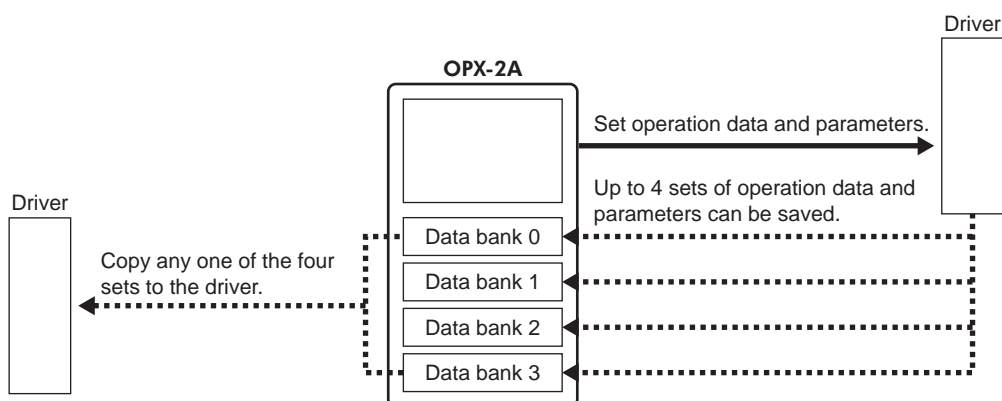 Driver
OPX-2A
Set operation data and parameters.
Up to 4 sets of operation data and
parameters can be saved.
Driver
Data bank 0
Copy any one of the four
sets to the driver.
Data bank 1
Data bank 2
Data bank 3